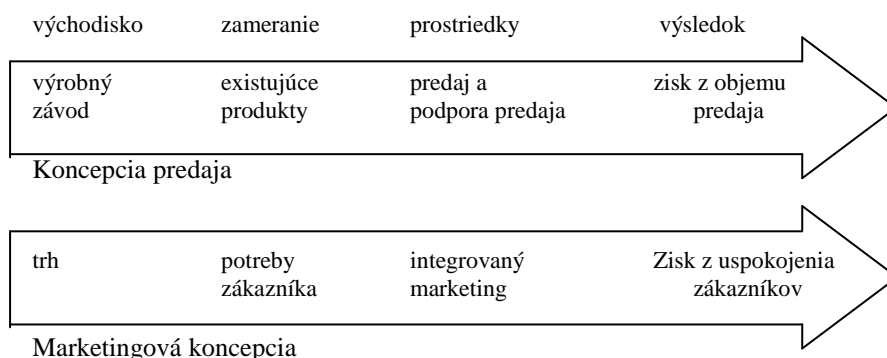 východisko zameranie prostriedky výsledok
výrobný existujúce predaj a zisk z objemu
závod produkty podpora predaja predaja
Koncepcia predaja
trh potreby integrovaný Zisk z uspokojenia
zákazníka marketing zákazníkov
Marketingová koncepcia